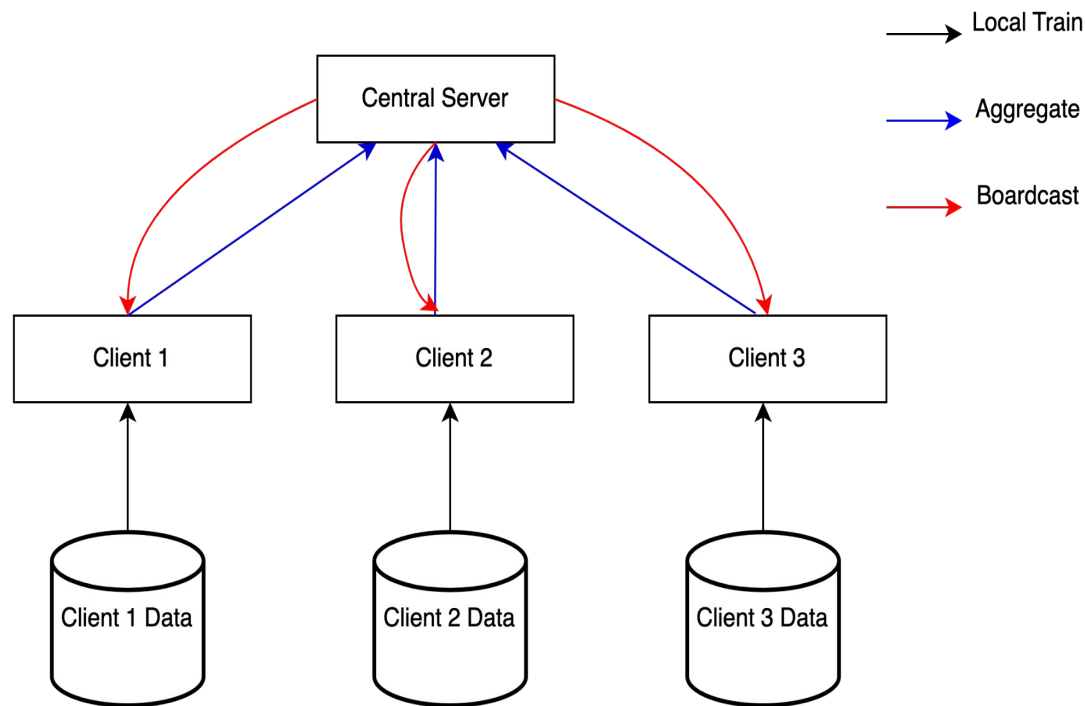 Local Train
Central Server
Aggregate
Boardcast
Client 1
Client 2
Client 3
Client 1 Data
Client 2 Data
Client 3 Data